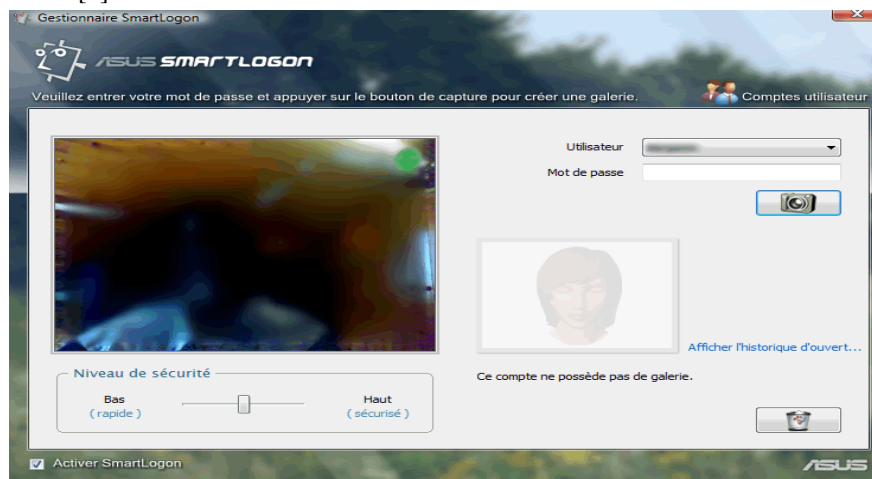 Gestionnaire SmartLogon
ASUS SMARTLOGON
Veuillez entrer votre mot de passe et appuyer sur le bouton de capture pour créer une galerie.
Comptes utilisateur
Utilisateur
Mot de passe
Afficher l'historique d'ouvert...
Niveau de sécurité
Bas
( rapide )
Haut
( sécurisé )
Ce compte ne possède pas de galerie.
Activer SmartLogon
ASUS